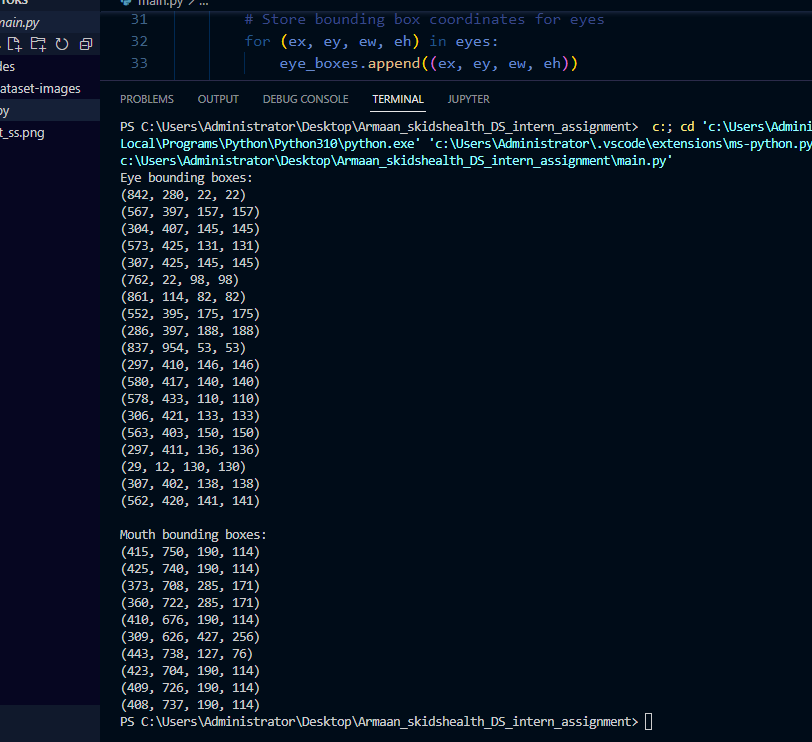 main.py
ataset-images
py
t_ss.png
main.py > ...
31 # Store bounding box coordinates for eyes
32 for (ex, ey, ew, eh) in eyes:
33 eye_boxes.append((ex, ey, ew, eh))
PROBLEMS OUTPUT DEBUG CONSOLE TERMINAL JUPYTER
PS C:\Users\Administrator\Desktop\Armaan_skidshealth_DS_intern_assignment> c:; cd 'c:\Users\Admini
Local\Programs\Python\Python310\python.exe' 'c:\Users\Administrator\.vscode\extensions\ms-python.py
c:\Users\Administrator\Desktop\Armaan_skidshealth_DS_intern_assignment\main.py'
Eye bounding boxes:
(842, 280, 22, 22)
(567, 397, 157, 157)
(304, 407, 145, 145)
(573, 425, 131, 131)
(307, 425, 145, 145)
(762, 22, 98, 98)
(861, 114, 82, 82)
(552, 395, 175, 175)
(286, 397, 188, 188)
(837, 954, 53, 53)
(297, 410, 146, 146)
(580, 417, 140, 140)
(578, 433, 110, 110)
(306, 421, 133, 133)
(563, 403, 150, 150)
(297, 411, 136, 136)
(29, 12, 130, 130)
(307, 402, 138, 138)
(562, 420, 141, 141)
Mouth bounding boxes:
(415, 750, 190, 114)
(425, 740, 190, 114)
(373, 708, 285, 171)
(360, 722, 285, 171)
(410, 676, 190, 114)
(309, 626, 427, 256)
(443, 738, 127, 76)
(423, 704, 190, 114)
(409, 726, 190, 114)
(408, 737, 190, 114)
PS C:\Users\Administrator\Desktop\Armaan_skidshealth_DS_intern_assignment>